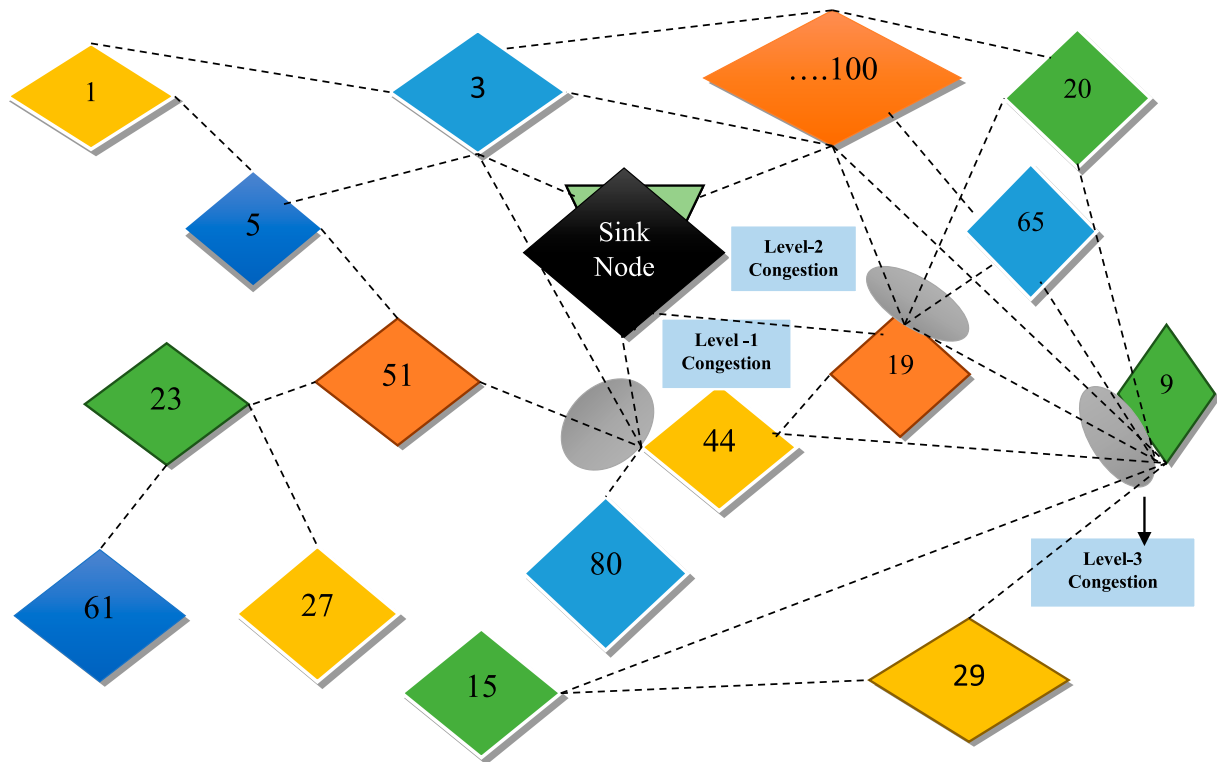 1
3
….100
20
5
Sink
Node
Level-2
Congestion
65
Level -1
Congestion
23
51
19
9
44
61
27
80
Level-3
Congestion
15
29